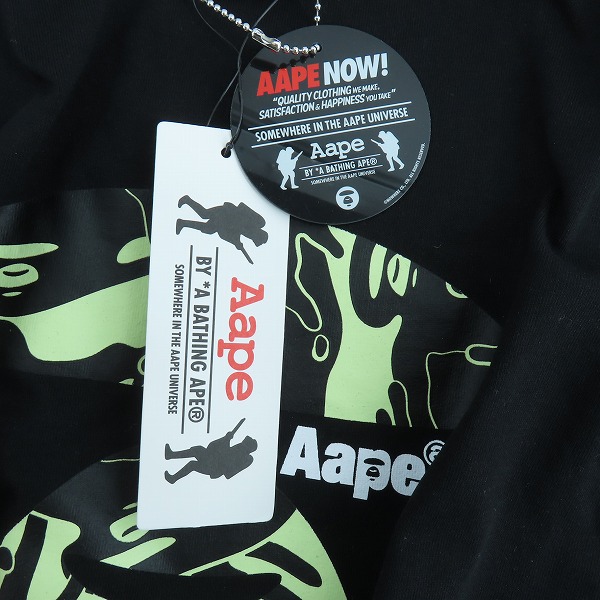 AAPE NOW!
"QUALITY CLOTHING WE MAKE,
SATISFACTION & HAPPINESS YOU TAKE"
SOMEWHERE IN THE AAPE UNIVERSE
Aape
BY *A BATHING APE®
SOMEWHERE IN THE AAPE UNIVERSE
Aape
BY *A BATHING APE®
SOMEWHERE IN THE AAPE UNIVERSE
Aape®